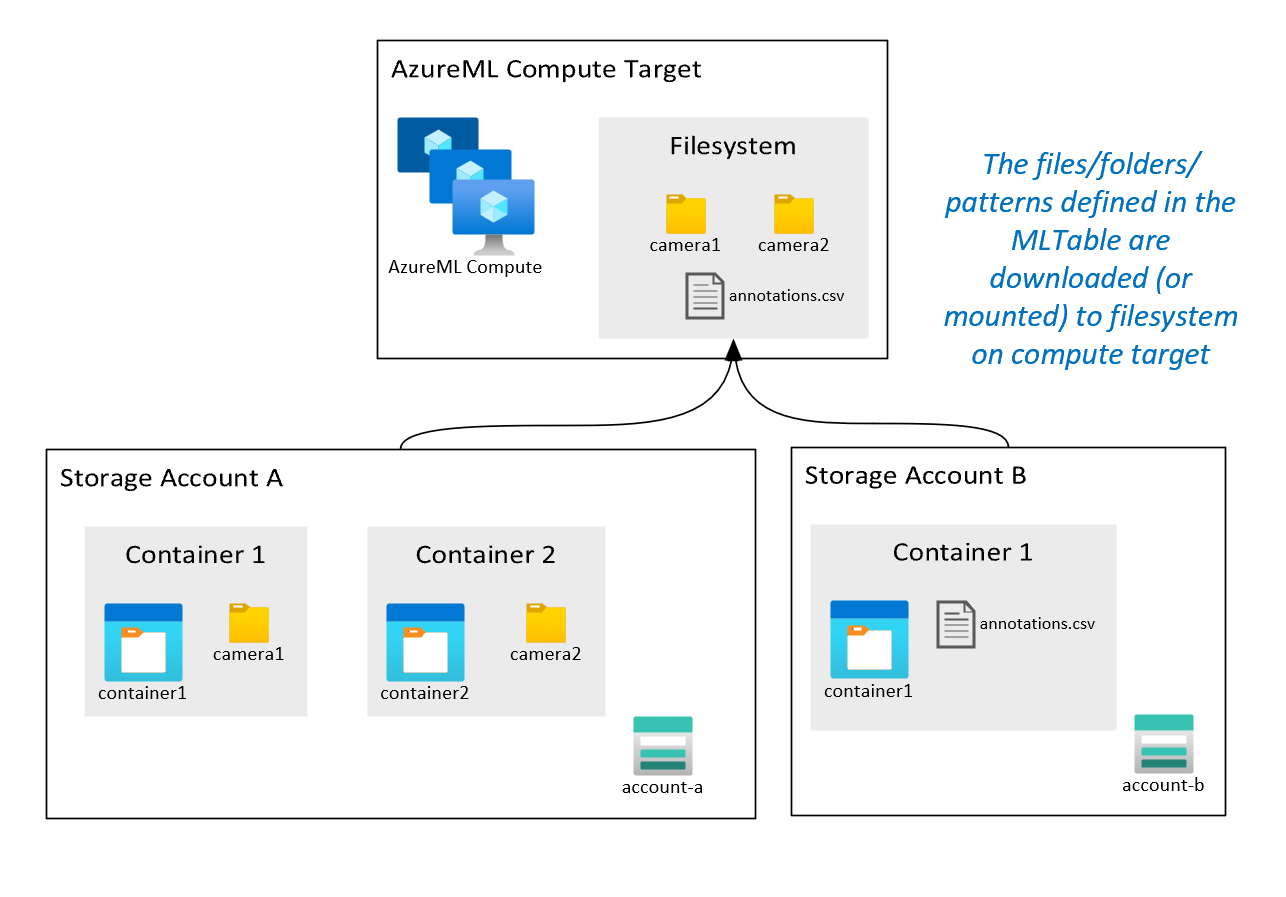 AzureML Compute Target
Filesystem
camera1
camera2
annotations.csv
AzureML Compute
The files/folders/
patterns defined in the
MLTable are
downloaded (or
mounted) to filesystem
on compute target
Storage Account A
Container 1
container1
camera1
Container 2
container2
camera2
account-a
Storage Account B
Container 1
container1
annotations.csv
account-b